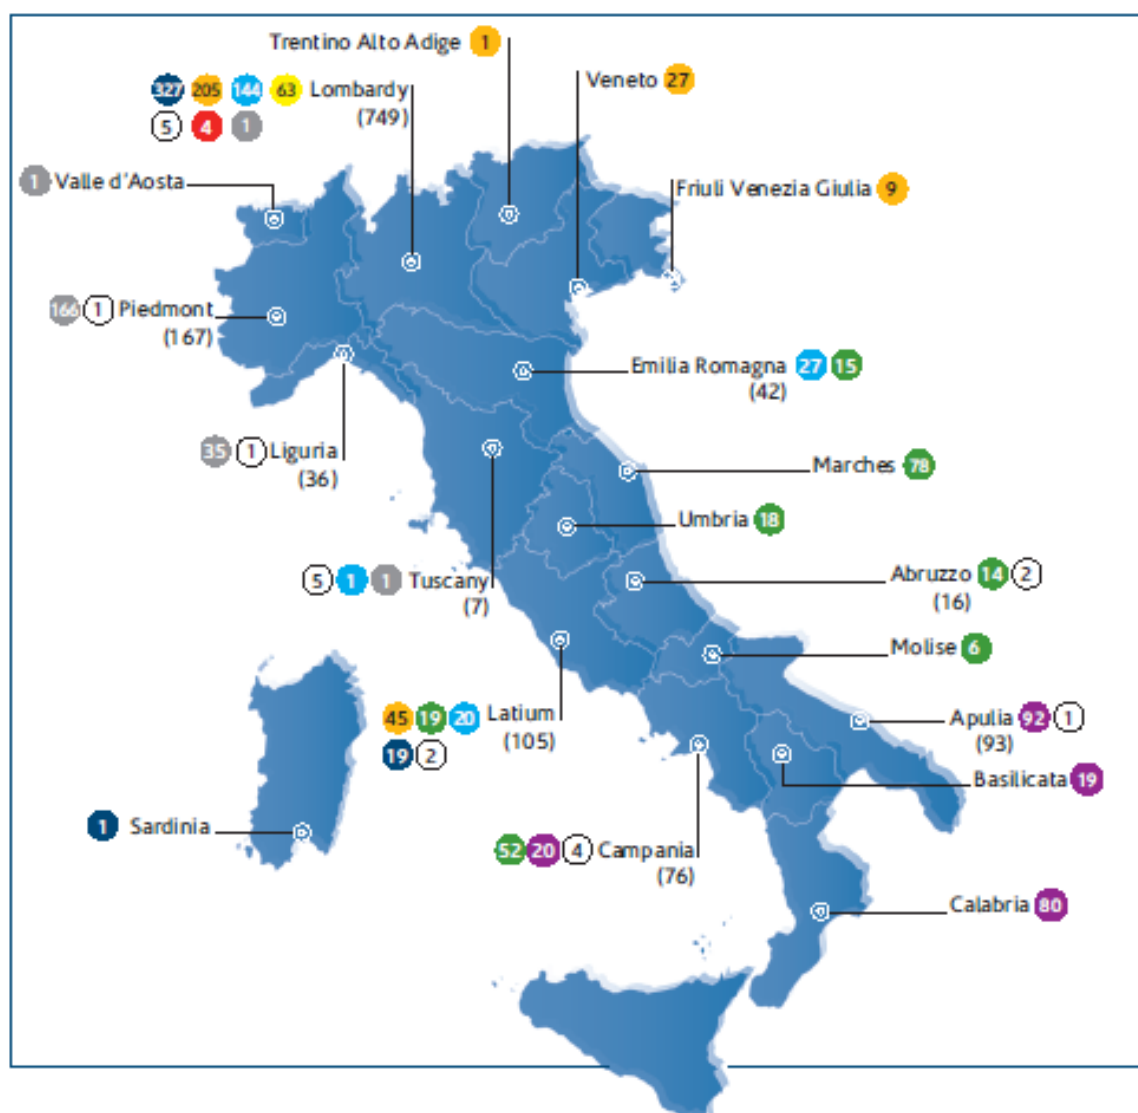 Trentino Alto Adige 1
Veneto 27
327 205 144 63 Lombardy
(749)
5 4 1
1 Valle d'Aosta
Friuli Venezia Giulia 9
166 1 Piedmont
(167)
Emilia Romagna 27 15
(42)
35 1 Liguria
(36)
Marches 78
Umbria 18
5 1 1 Tuscany
(7)
Abruzzo 14 2
(16)
Molise 6
45 19 20 Latium
(105)
19 2
Apulia 92 1
(93)
Basilicata 19
1 Sardinia
52 20 4 Campania
(76)
Calabria 80